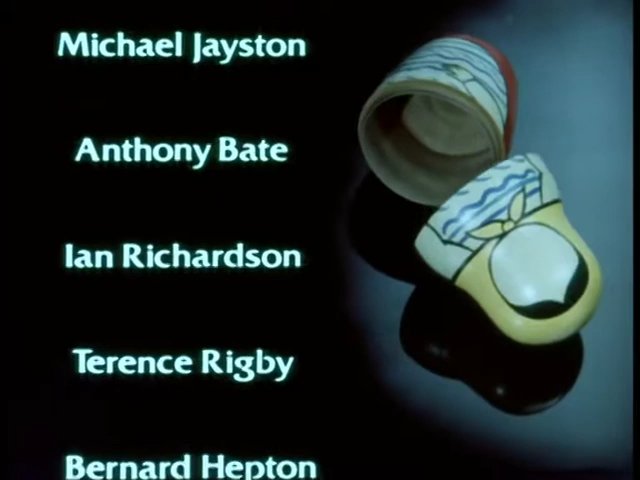 Michael Jayston
Anthony Bate
Ian Richardson
Terence Rigby
Bernard Hepton